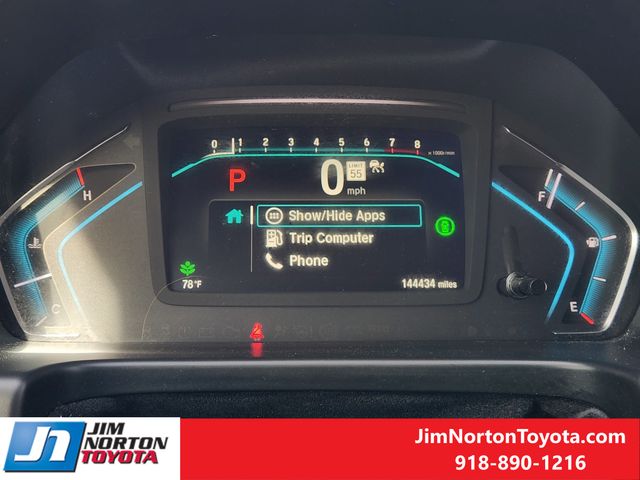 0 1 2 3 4 5 6 7 8 x 1000r/min
P 0 mph LIMIT 55
Show/Hide Apps
Trip Computer
Phone
78°F 144434 miles
H
C
F
E
JIM NORTON TOYOTA
JimNortonToyota.com
918-890-1216